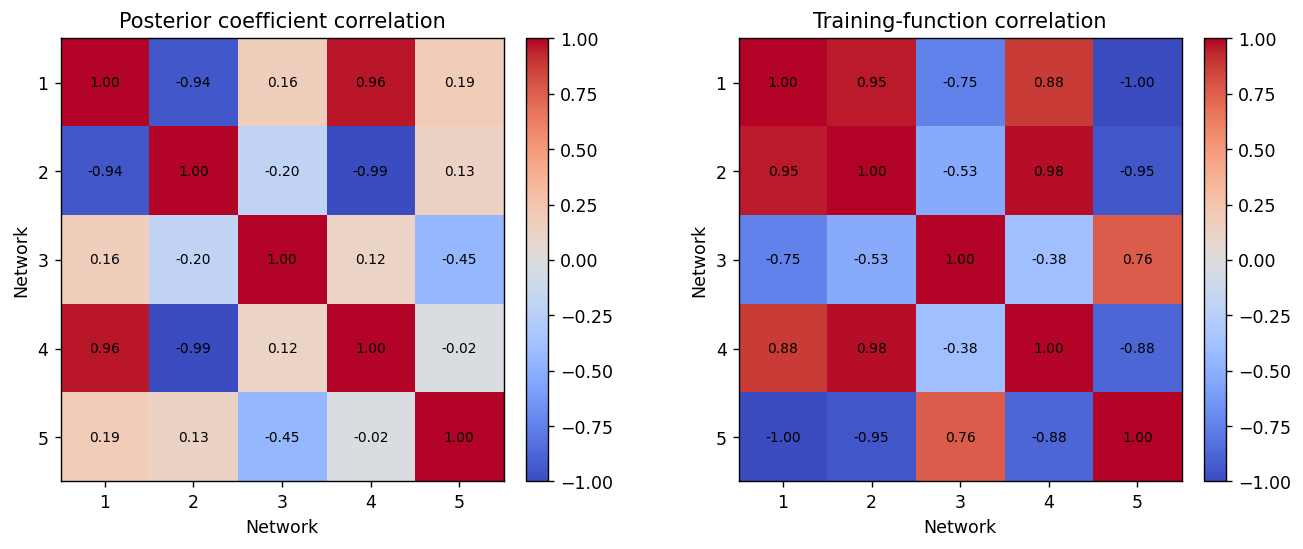 Posterior coefficient correlation
1 1.00 -0.94 0.16 0.96 0.19
2 -0.94 1.00 -0.20 -0.99 0.13
3 0.16 -0.20 1.00 0.12 -0.45
4 0.96 -0.99 0.12 1.00 -0.02
5 0.19 0.13 -0.45 -0.02 1.00
1 2 3 4 5
Network
Network
1.00
0.75
0.50
0.25
0.00
−0.25
−0.50
−0.75
−1.00
Training-function correlation
1 1.00 0.95 -0.75 0.88 -1.00
2 0.95 1.00 -0.53 0.98 -0.95
3 -0.75 -0.53 1.00 -0.38 0.76
4 0.88 0.98 -0.38 1.00 -0.88
5 -1.00 -0.95 0.76 -0.88 1.00
1 2 3 4 5
Network
Network
1.00
0.75
0.50
0.25
0.00
−0.25
−0.50
−0.75
−1.00